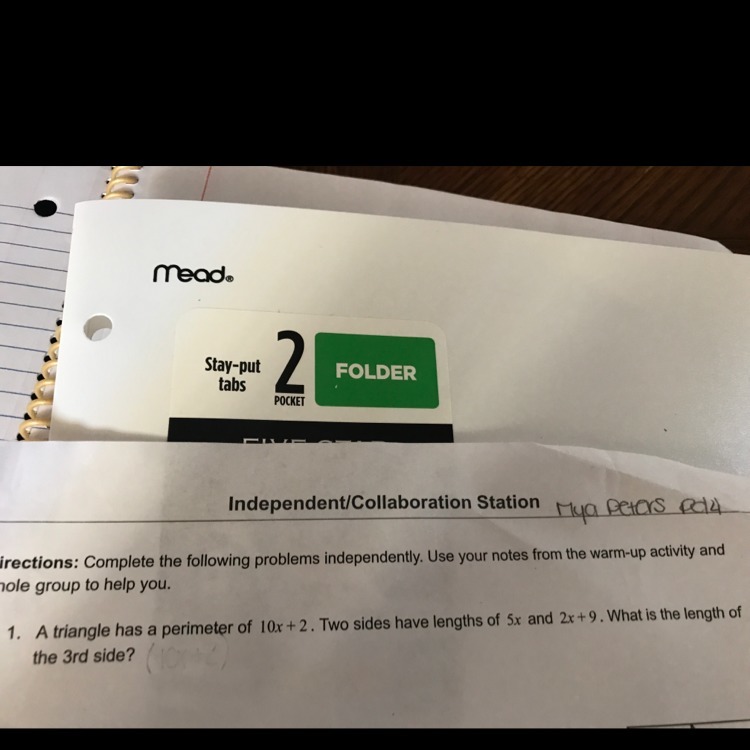 Mead®
Stay-put tabs
2
POCKET
FOLDER
Independent/Collaboration Station Mya Peters
irections: Complete the following problems independently. Use your notes from the warm-up activity and
hole group to help you.
1. A triangle has a perimeter of 10x + 2. Two sides have lengths of 5x and 2x + 9. What is the length of
the 3rd side?